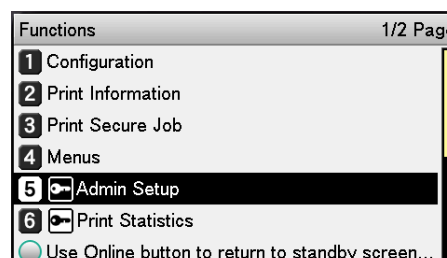 Functions 1/2 Page
1 Configuration
2 Print Information
3 Print Secure Job
4 Menus
5 Admin Setup
6 Print Statistics
Use Online button to return to standby screen...